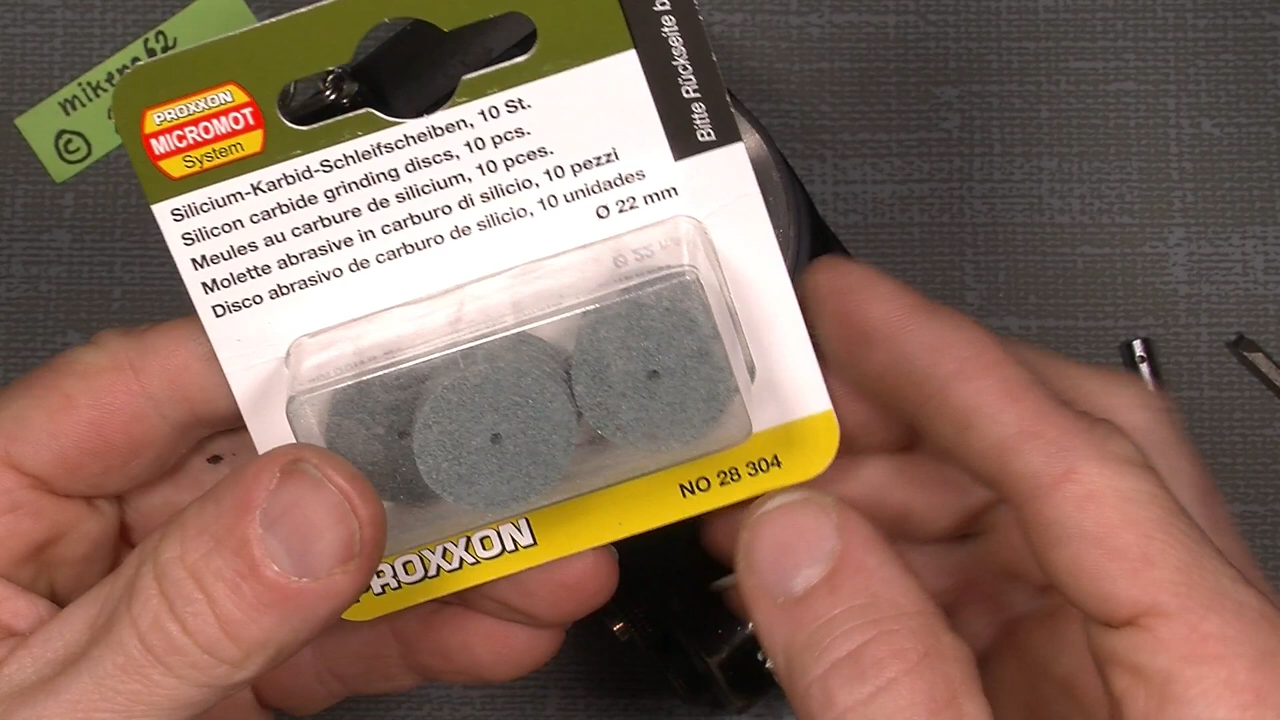 PROXXON
MICROMOT
System
Bitte Rückseite b
Silicium-Karbid-Schleifscheiben, 10 St.
Silicon carbide grinding discs, 10 pcs.
Meules au carbure de silicium, 10 pces.
Molette abrasive in carburo di silicio, 10 pezzi
Disco abrasivo de carburo de silicio, 10 unidades
Ø 22 mm
NO 28 304
PROXXON
©